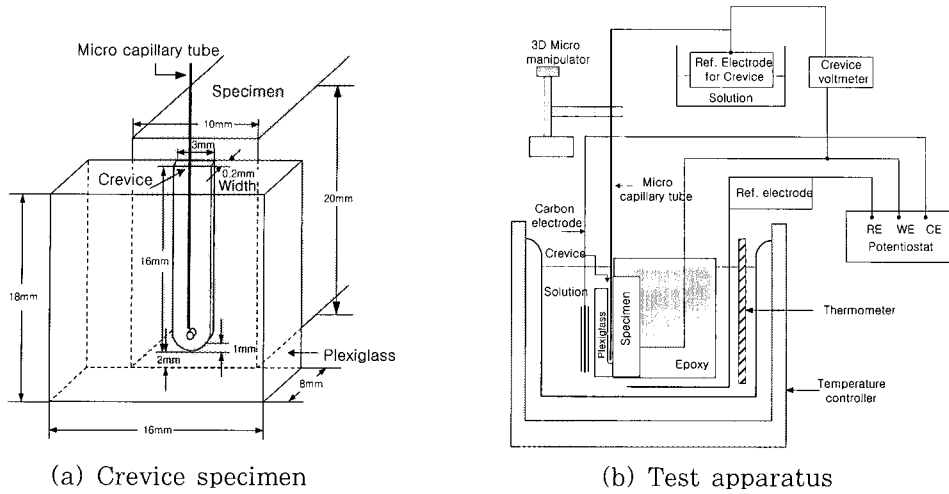 Micro capillary tube
Specimen
10mm
3mm
Crevice
0.2mm
Width
20mm
16mm
18mm
1mm
2mm
Plexiglass
8mm
16mm
(a) Crevice specimen
3D Micro
manipulator
Ref. Electrode
for Crevice
Solution
Crevice
voltmeter
Micro
capillary tube
Ref. electrode
Carbon
electrode
RE WE CE
Potentiostat
Crevice
Solution
Plexiglass
Specimen
Epoxy
Thermometer
Temperature
controller
(b) Test apparatus